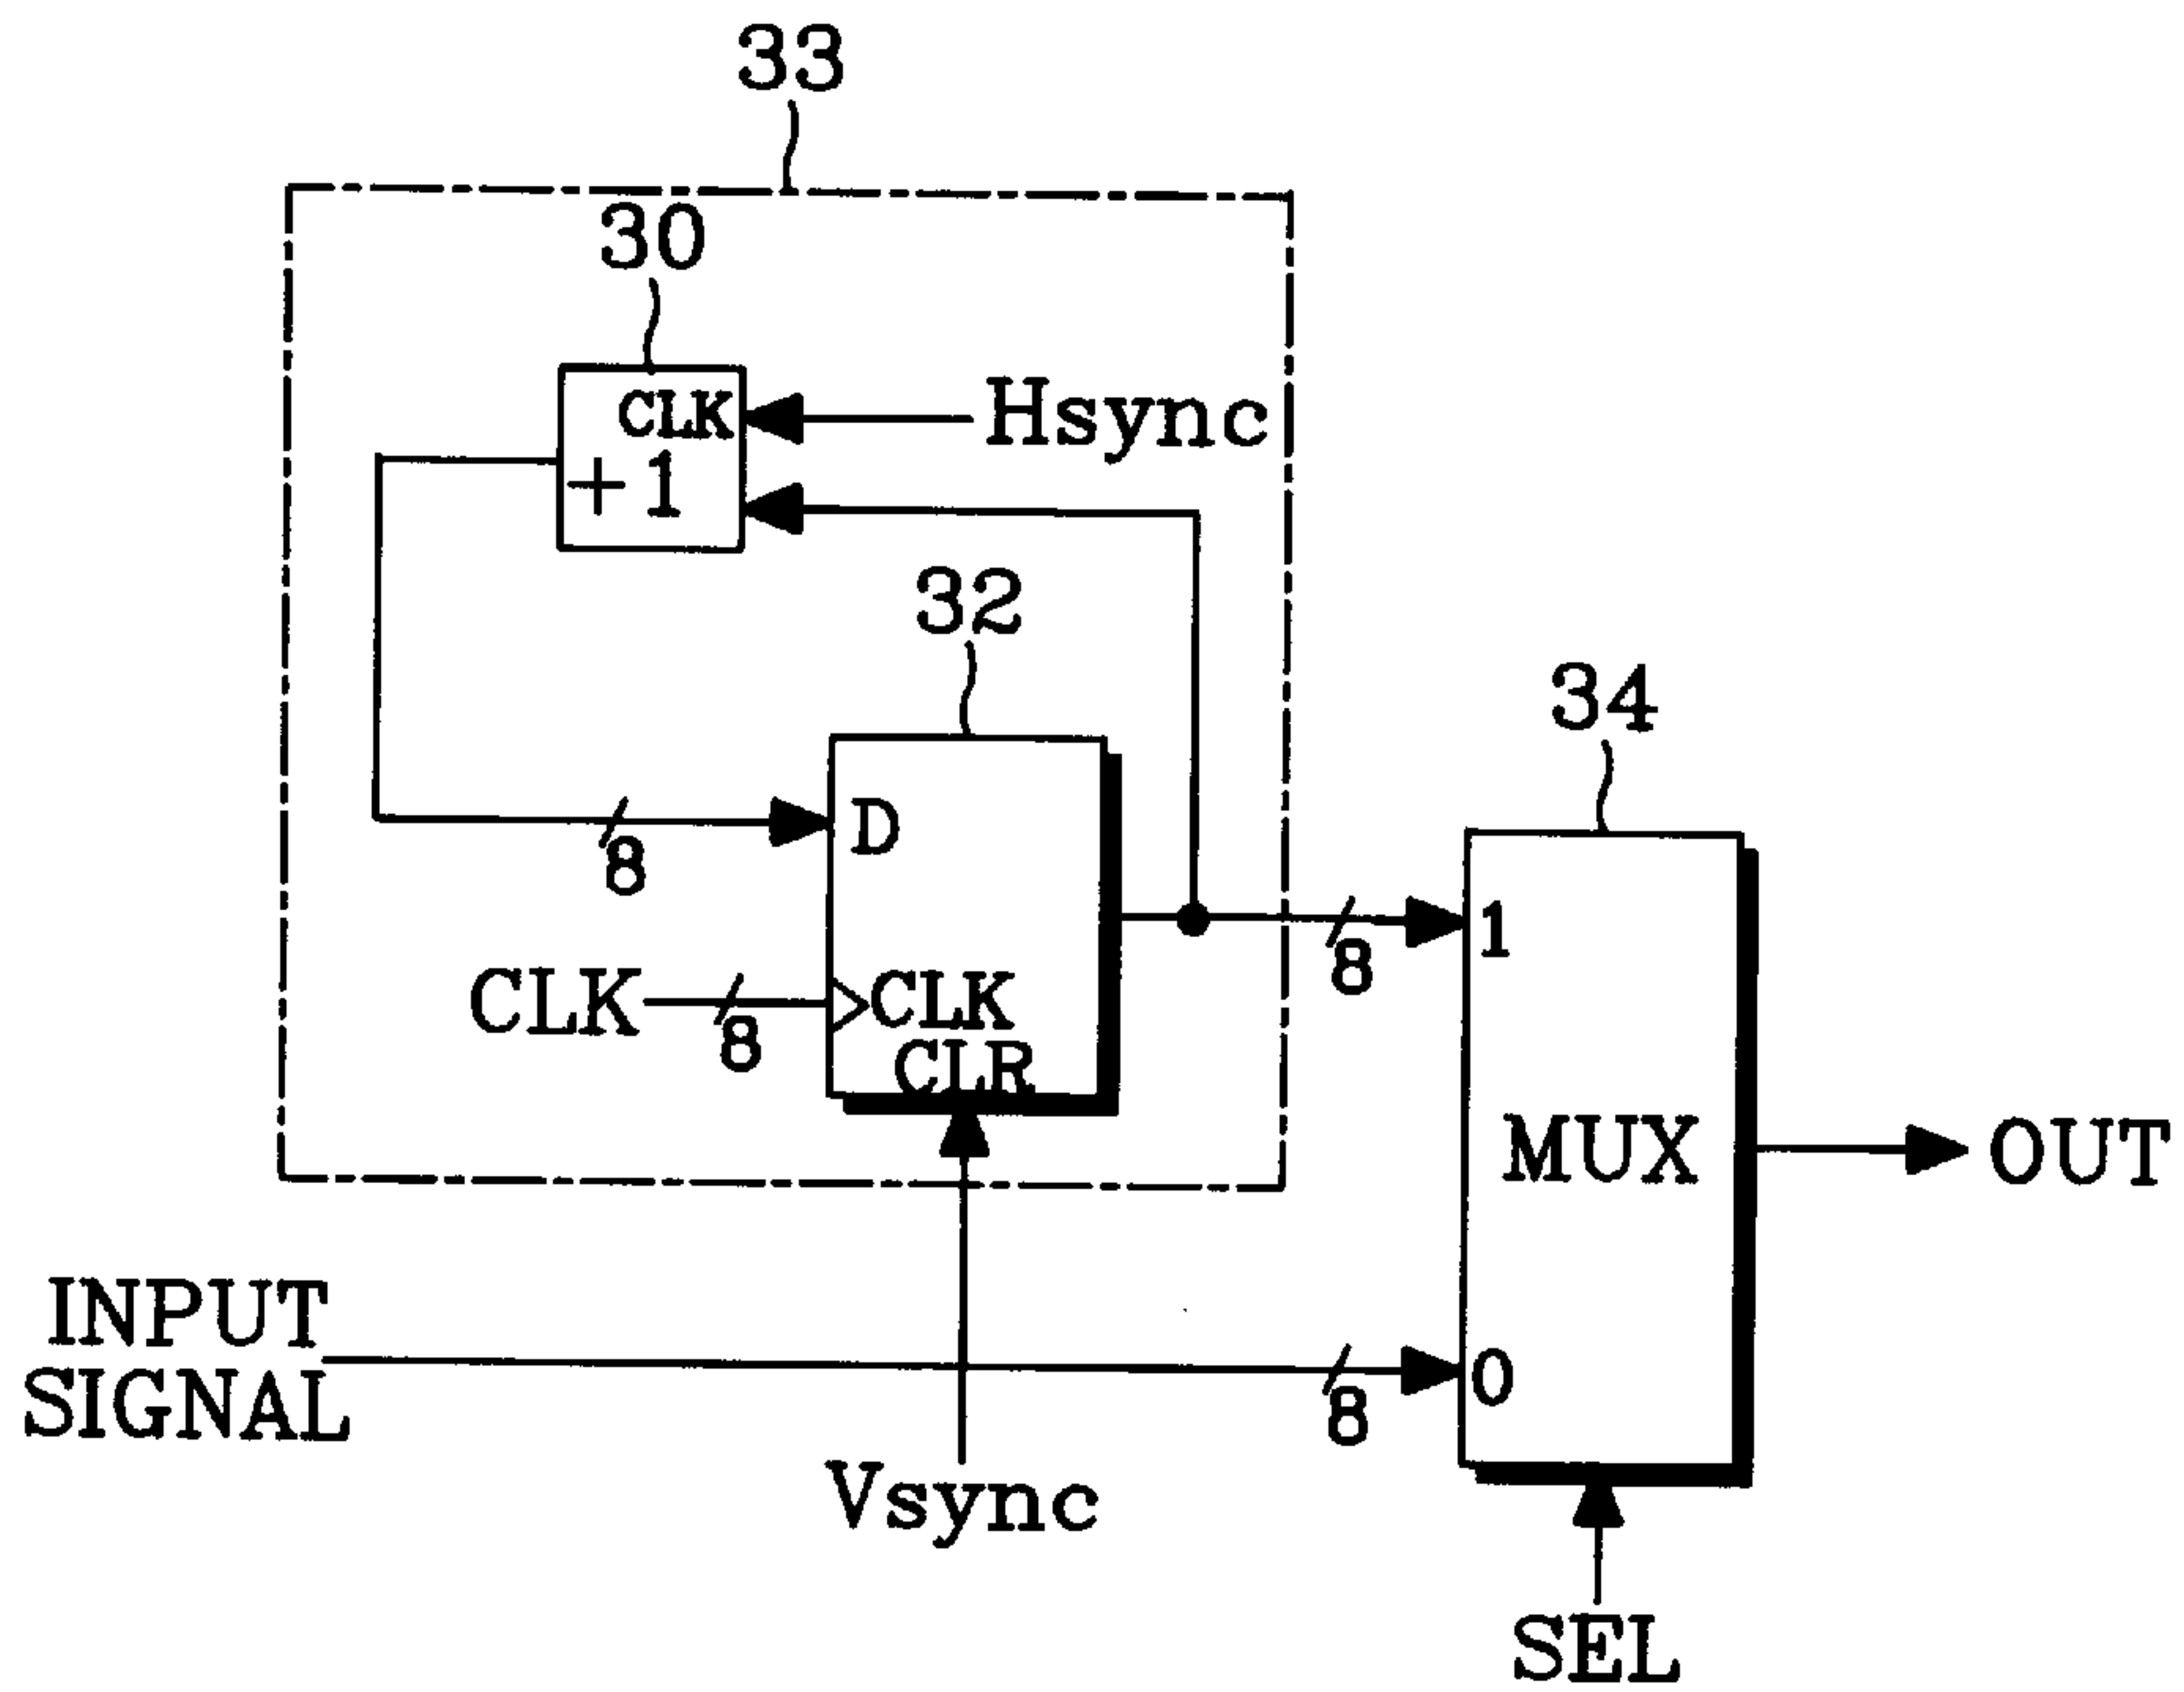 33
30
CLK
Hsync
+1
32
34
D
8
1
8
CLK
CLK
8
CLR
MUX
OUT
INPUT
SIGNAL
0
8
Vsync
SEL